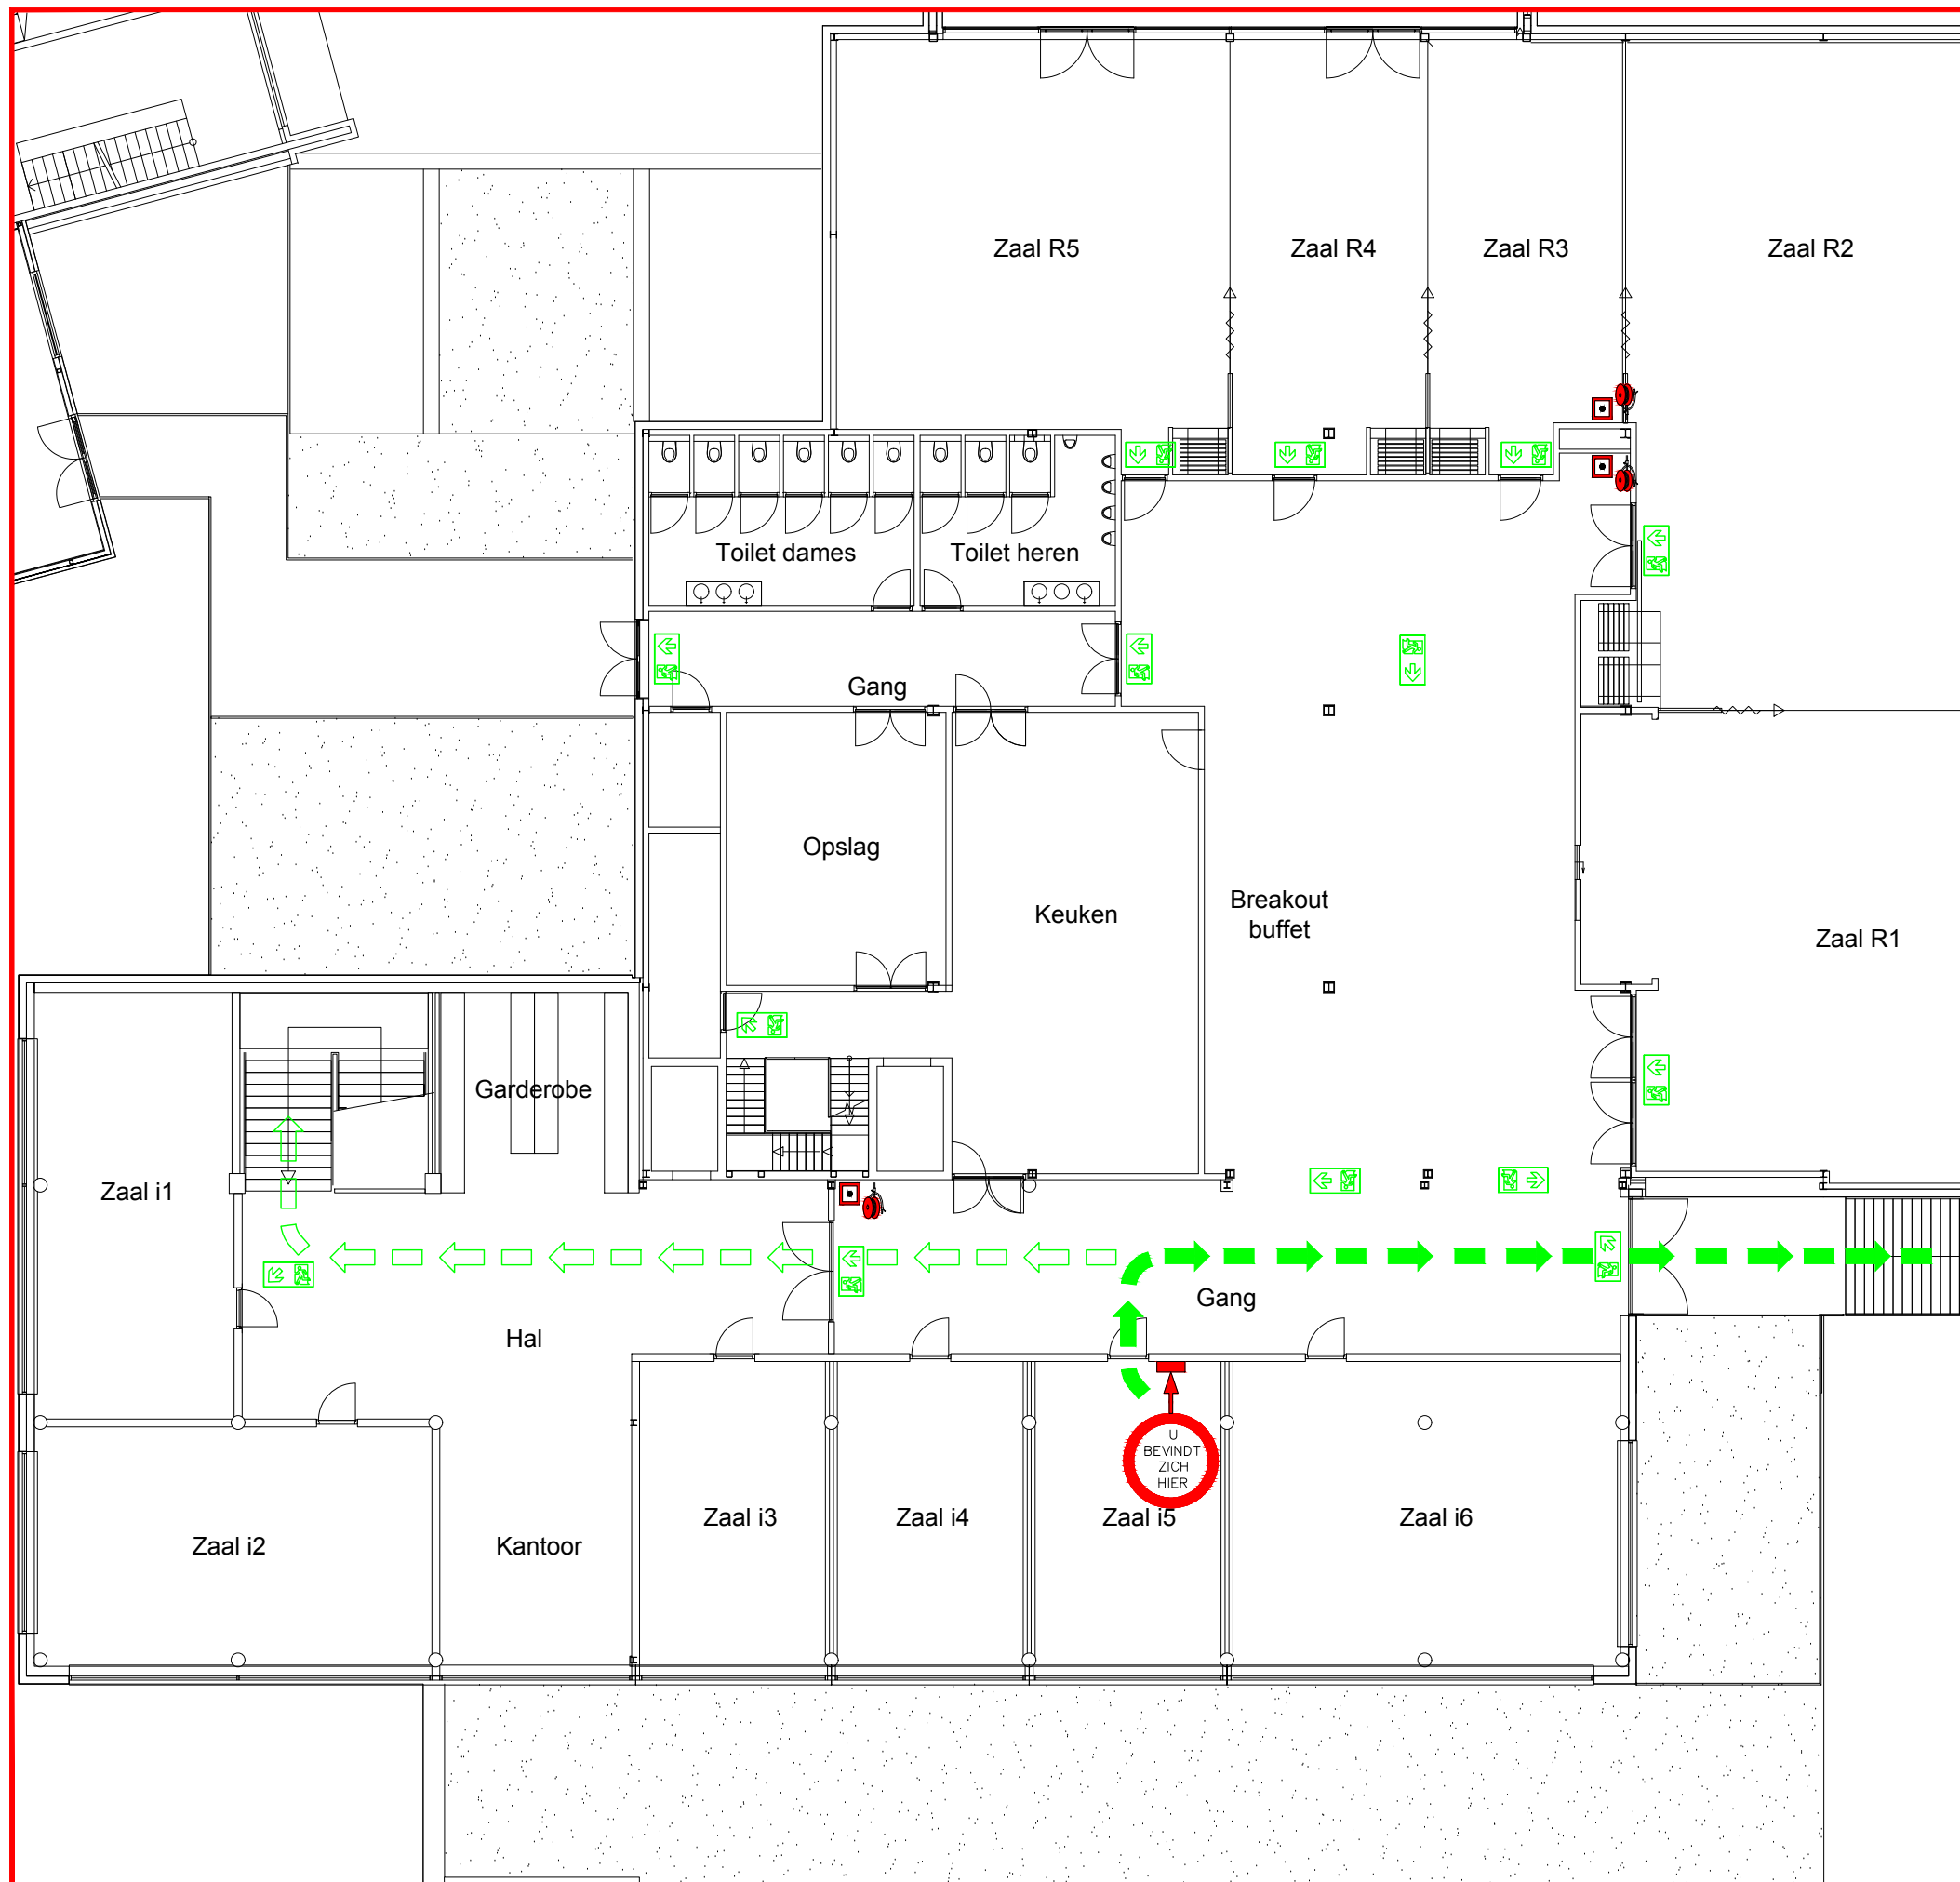 Zaal R5
Zaal R4
Zaal R3
Zaal R2
Toilet dames
Toilet heren
Gang
Opslag
Keuken
Breakout
buffet
Zaal R1
Garderobe
Zaal i1
Gang
Hal
U
BEVINDT
ZICH
HIER
Zaal i2
Kantoor
Zaal i3
Zaal i4
Zaal i5
Zaal i6